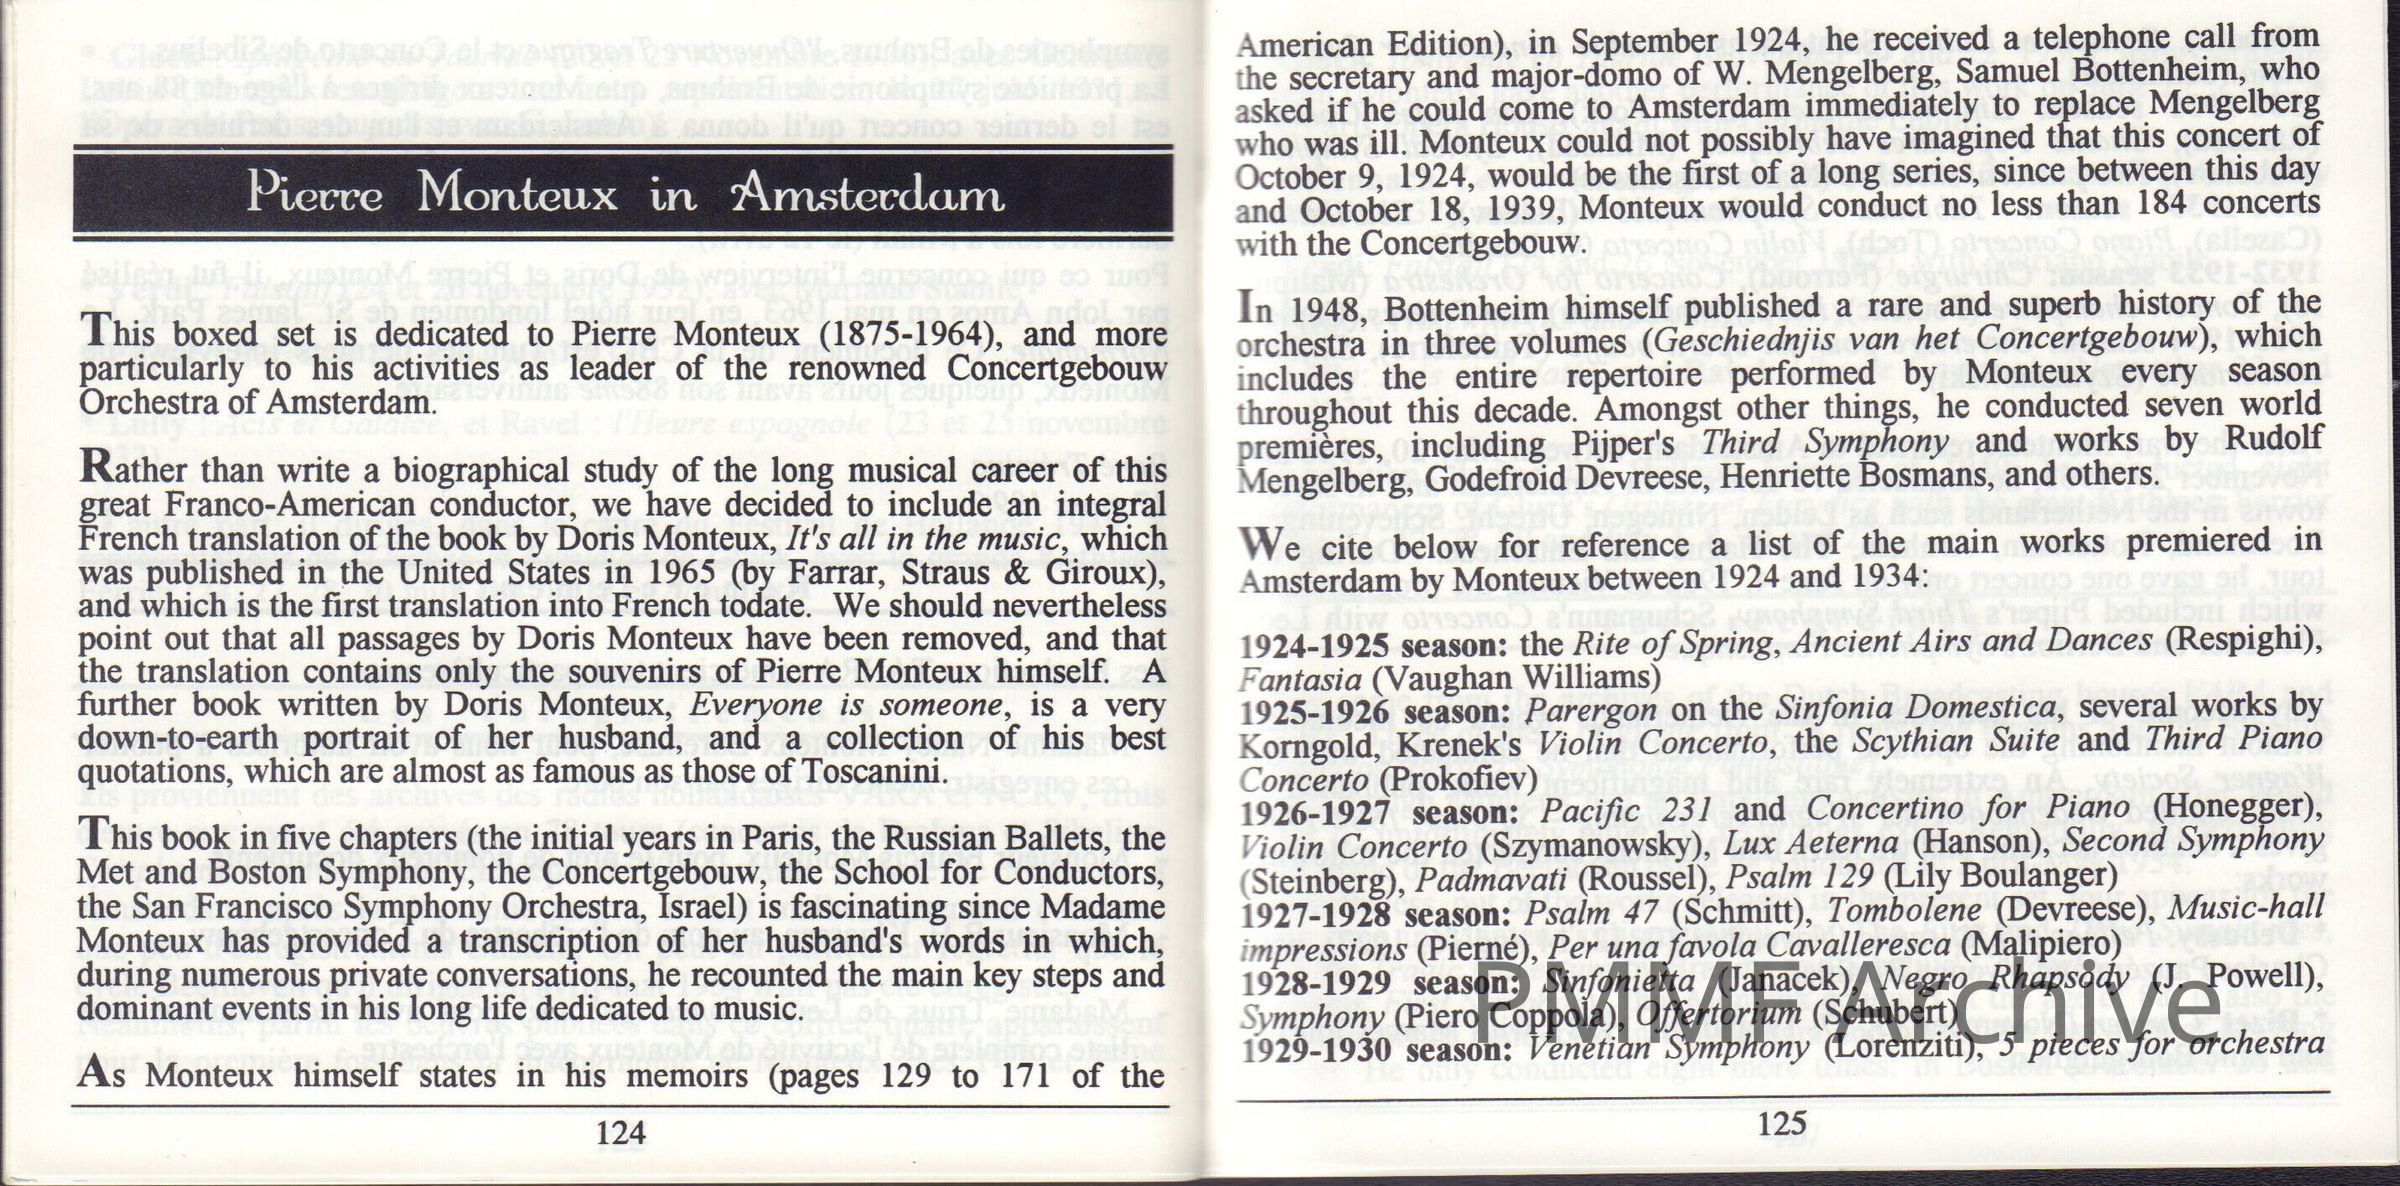 Pierre Monteux in Amsterdam
This boxed set is dedicated to Pierre Monteux (1875-1964), and more
particularly to his activities as leader of the renowned Concertgebouw
Orchestra of Amsterdam.
Rather than write a biographical study of the long musical career of this
great Franco-American conductor, we have decided to include an integral
French translation of the book by Doris Monteux, It's all in the music, which
was published in the United States in 1965 (by Farrar, Straus & Giroux),
and which is the first translation into French todate. We should nevertheless
point out that all passages by Doris Monteux have been removed, and that
the translation contains only the souvenirs of Pierre Monteux himself. A
further book written by Doris Monteux, Everyone is someone, is a very
down-to-earth portrait of her husband, and a collection of his best
quotations, which are almost as famous as those of Toscanini.
This book in five chapters (the initial years in Paris, the Russian Ballets, the
Met and Boston Symphony, the Concertgebouw, the School for Conductors,
the San Francisco Symphony Orchestra, Israel) is fascinating since Madame
Monteux has provided a transcription of her husband's words in which,
during numerous private conversations, he recounted the main key steps and
dominant events in his long life dedicated to music.
As Monteux himself states in his memoirs (pages 129 to 171 of the
124
American Edition), in September 1924, he received a telephone call from
the secretary and major-domo of W. Mengelberg, Samuel Bottenheim, who
asked if he could come to Amsterdam immediately to replace Mengelberg
who was ill. Monteux could not possibly have imagined that this concert of
October 9, 1924, would be the first of a long series, since between this day
and October 18, 1939, Monteux would conduct no less than 184 concerts
with the Concertgebouw.
In 1948, Bottenheim himself published a rare and superb history of the
orchestra in three volumes (Geschiednjis van het Concertgebouw), which
includes the entire repertoire performed by Monteux every season
throughout this decade. Amongst other things, he conducted seven world
premières, including Pijper's Third Symphony and works by Rudolf
Mengelberg, Godefroid Devreese, Henriette Bosmans, and others.
We cite below for reference a list of the main works premiered in
Amsterdam by Monteux between 1924 and 1934:
1924-1925 season: the Rite of Spring, Ancient Airs and Dances (Respighi),
Fantasia (Vaughan Williams)
1925-1926 season: Parergon on the Sinfonia Domestica, several works by
Korngold, Krenek's Violin Concerto, the Scythian Suite and Third Piano
Concerto (Prokofiev)
1926-1927 season: Pacific 231 and Concertino for Piano (Honegger),
Violin Concerto (Szymanowsky), Lux Aeterna (Hanson), Second Symphony
(Steinberg), Padmavati (Roussel), Psalm 129 (Lily Boulanger)
1927-1928 season: Psalm 47 (Schmitt), Tombolene (Devreese), Music-hall
impressions (Pierné), Per una favola Cavalleresca (Malipiero)
1928-1929 season: Sinfonietta (Janacek), Negro Rhapsody (J. Powell),
Symphony (Piero Coppola), Offertorium (Schubert)
1929-1930 season: Venetian Symphony (Lorenziti), 5 pieces for orchestra
125
PMMF Archive